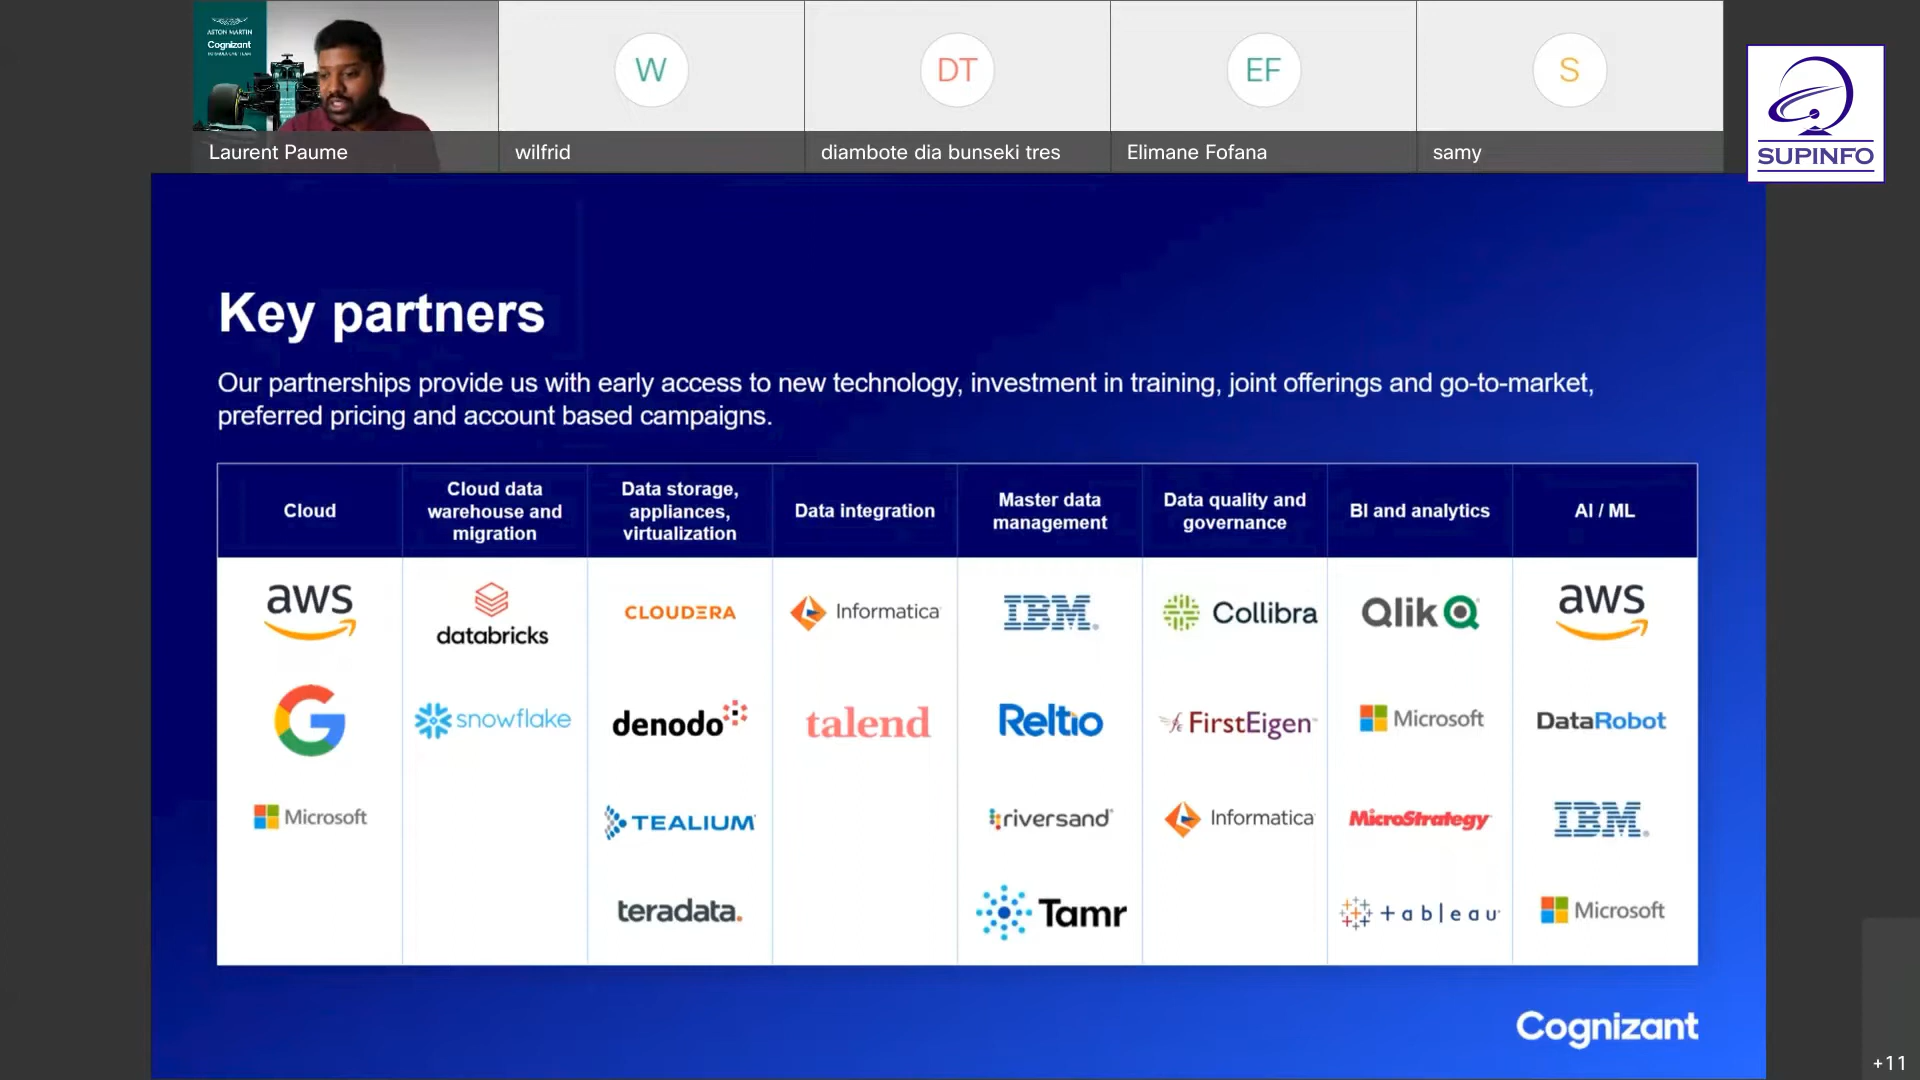 ASTON MARTIN
Cognizant
W
DT
EF
S
Laurent Paume
wilfrid
diambote dia bunseki tres
Elimane Fofana
samy
SUPINFO
Key partners
Our partnerships provide us with early access to new technology, investment in training, joint offerings and go-to-market,
preferred pricing and account based campaigns.
Cloud
Cloud data
warehouse and
migration
Data storage,
appliances,
virtualization
Data integration
Master data
management
Data quality and
governance
BI and analytics
AI / ML
aws
databricks
CLOUDERA
Informatica
IBM
Collibra
Qlik
aws
G
snowflake
denodo
talend
Reltio
FirstEigen
Microsoft
DataRobot
Microsoft
TEALIUM
riversand
Informatica
MicroStrategy
IBM
teradata.
Tamr
+ableau
Microsoft
Cognizant
+11